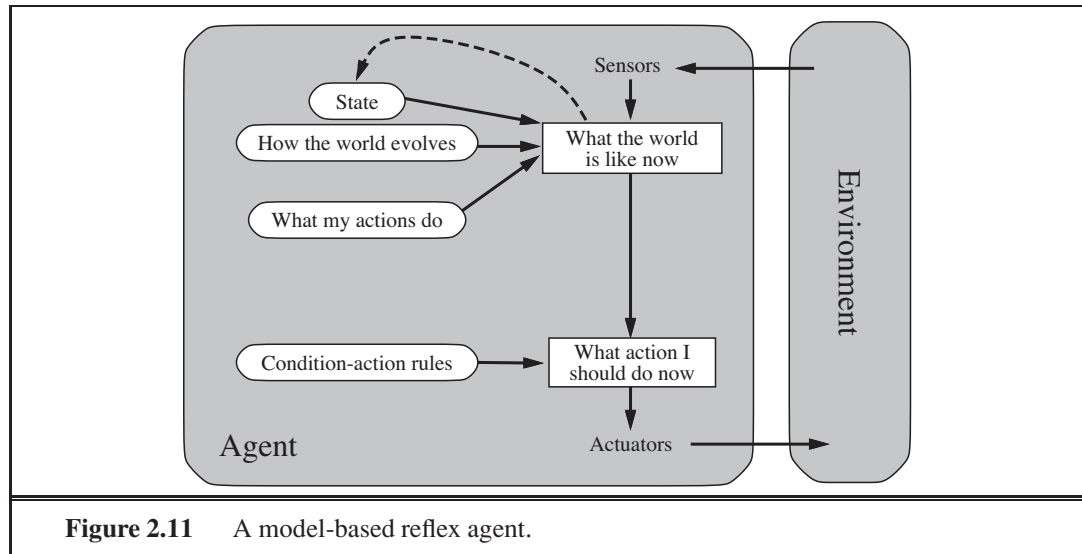 Sensors
State
How the world evolves
What the world
is like now
What my actions do
Environment
Condition-action rules
What action I
should do now
Agent
Actuators
Figure 2.11 A model-based reflex agent.